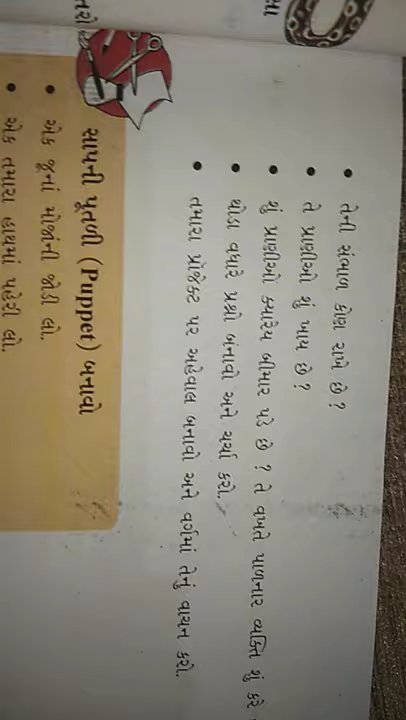 તેની સંભાળ કોણ રાખે છે?
તે પ્રાણીઓ શું ખાય છે?
શું પ્રાણીઓ ક્યારેય બીમાર પડે છે? તે વખતે પાળનાર વ્યક્તિ શું કરે
થોડા વધારે પ્રશ્નો બનાવો અને ચર્ચા કરો.
તમારા પ્રોજેક્ટ પર અહેવાલ બનાવો અને વર્ગમાં તેનું વાચન કરો.
સાપની પૂતળી (Puppet) બનાવો
એક જૂનાં મોજાંની જોડી લો.
એક તમારા હાથમાં પહેરી લો.